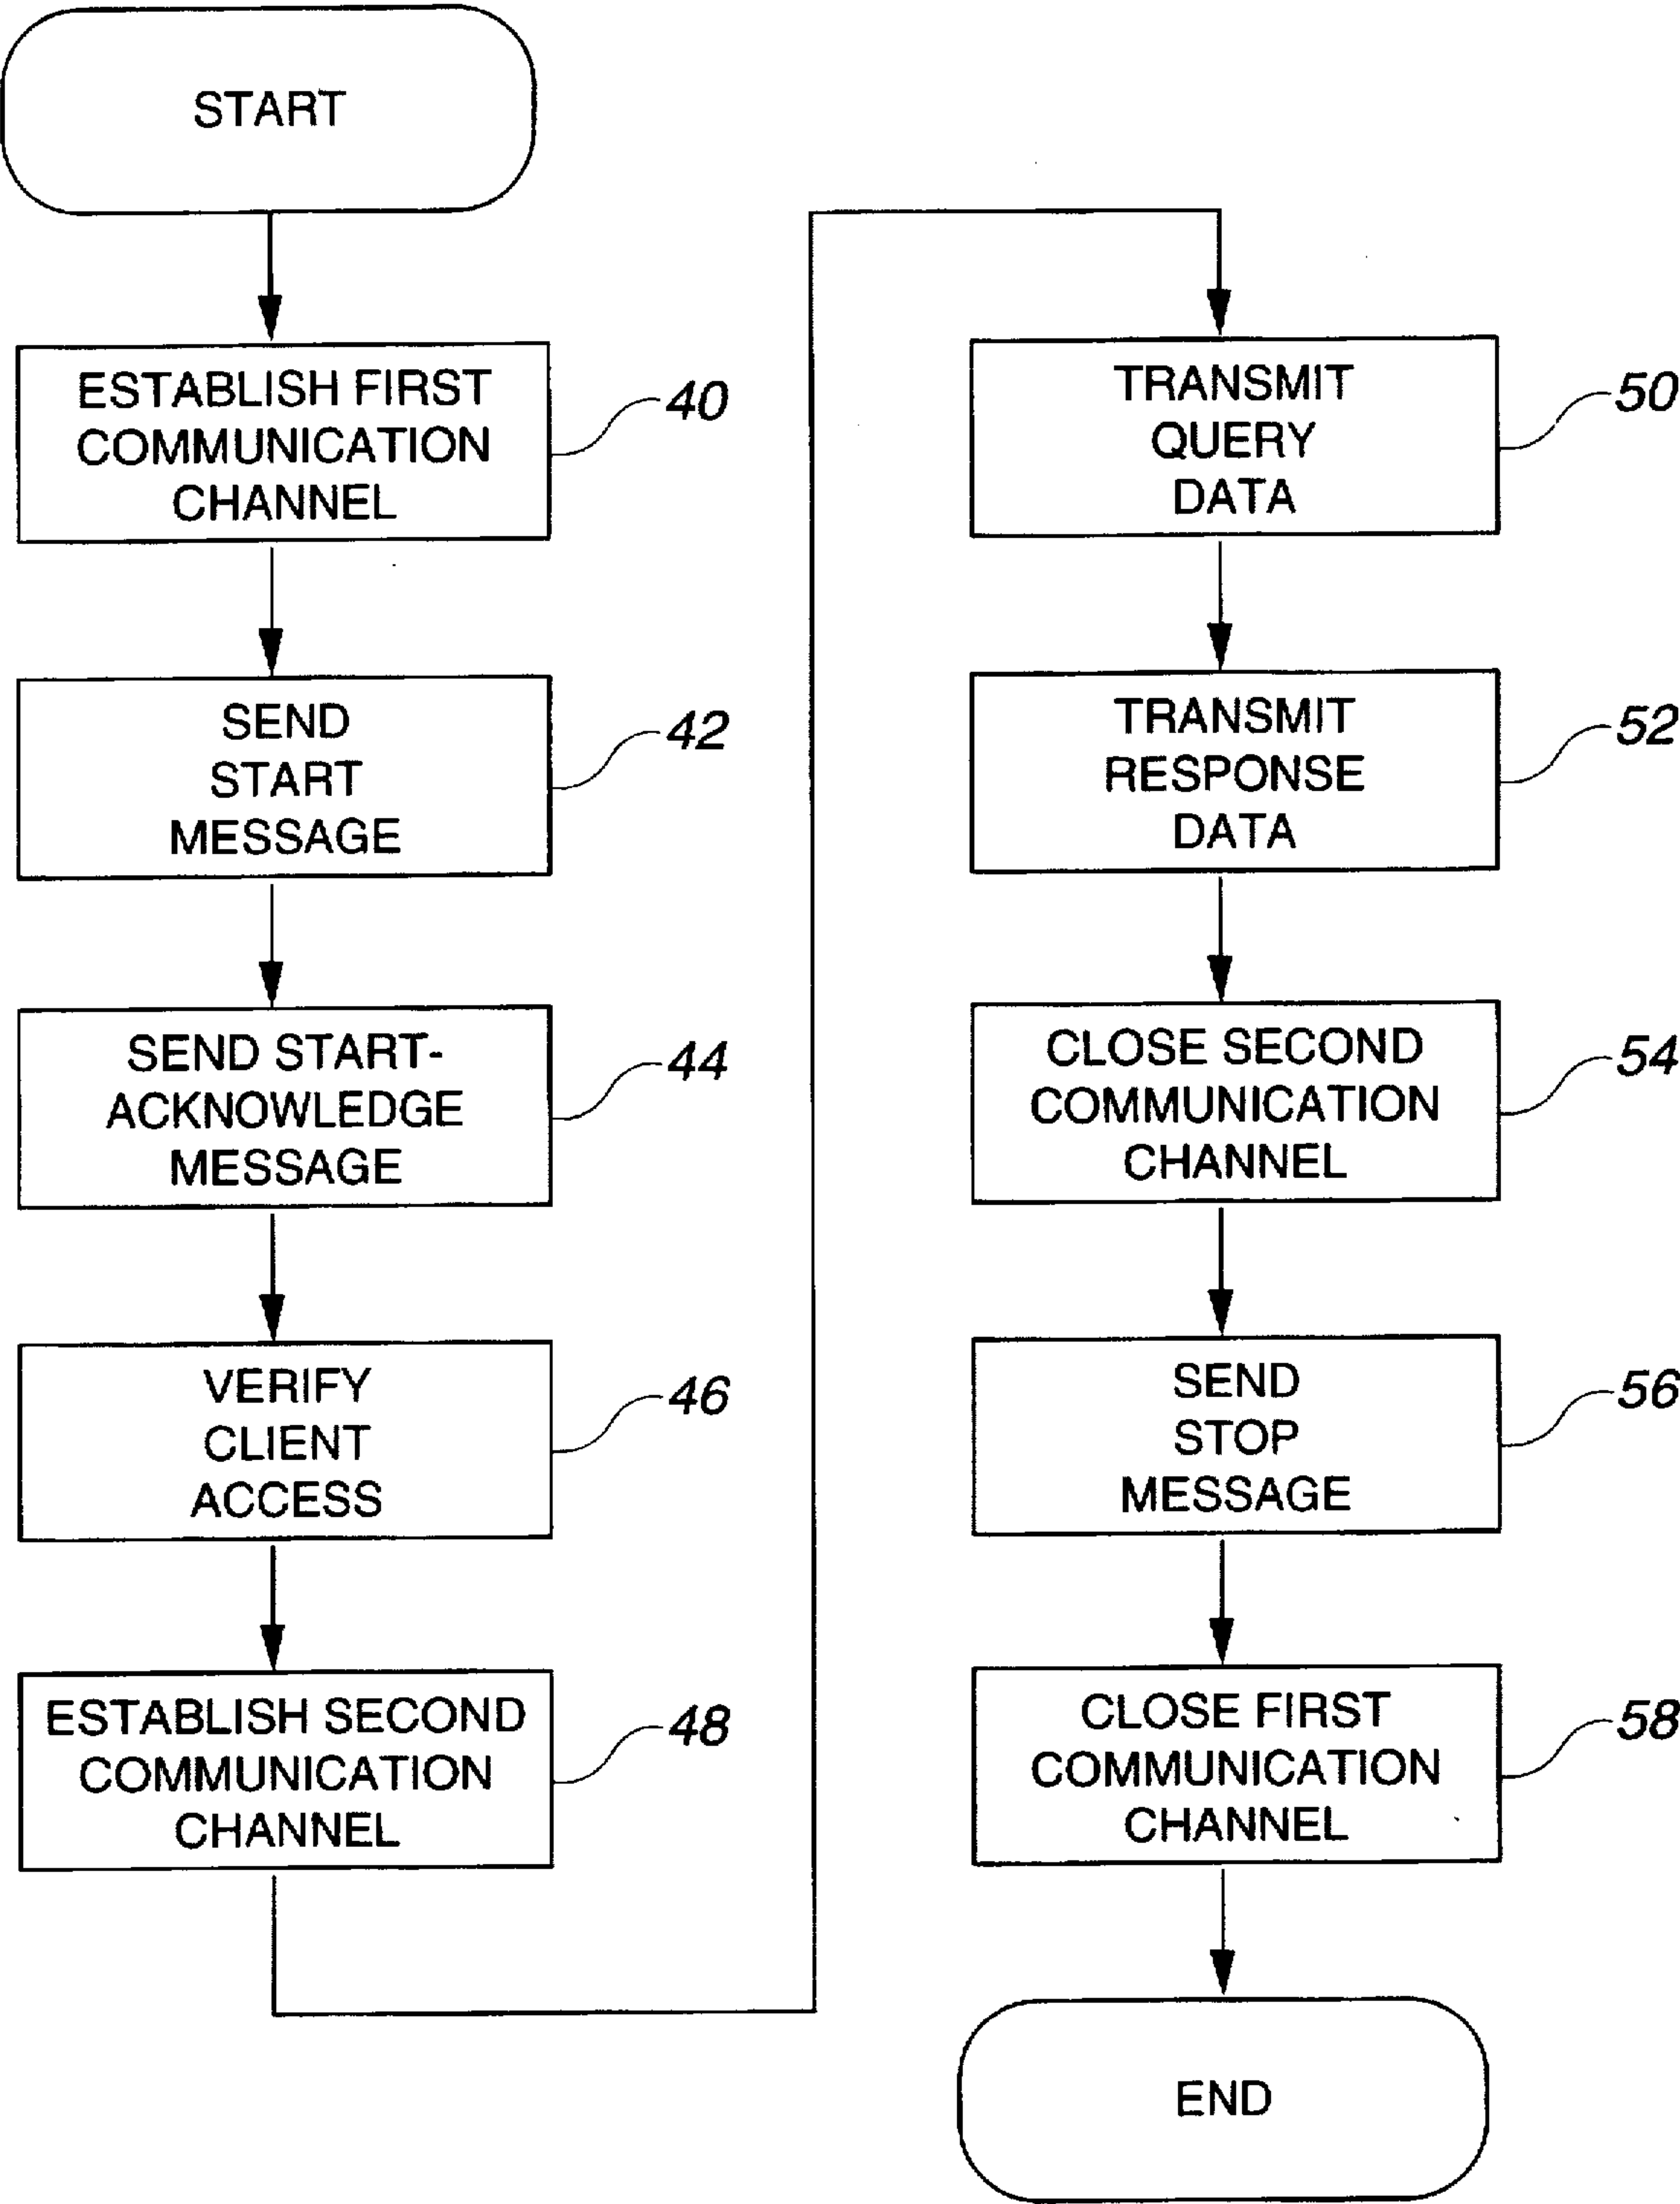 START
ESTABLISH FIRST
COMMUNICATION
CHANNEL
40
SEND
START
MESSAGE
42
SEND START-
ACKNOWLEDGE
MESSAGE
44
VERIFY
CLIENT
ACCESS
46
ESTABLISH SECOND
COMMUNICATION
CHANNEL
48
TRANSMIT
QUERY
DATA
50
TRANSMIT
RESPONSE
DATA
52
CLOSE SECOND
COMMUNICATION
CHANNEL
54
SEND
STOP
MESSAGE
56
CLOSE FIRST
COMMUNICATION
CHANNEL
58
END